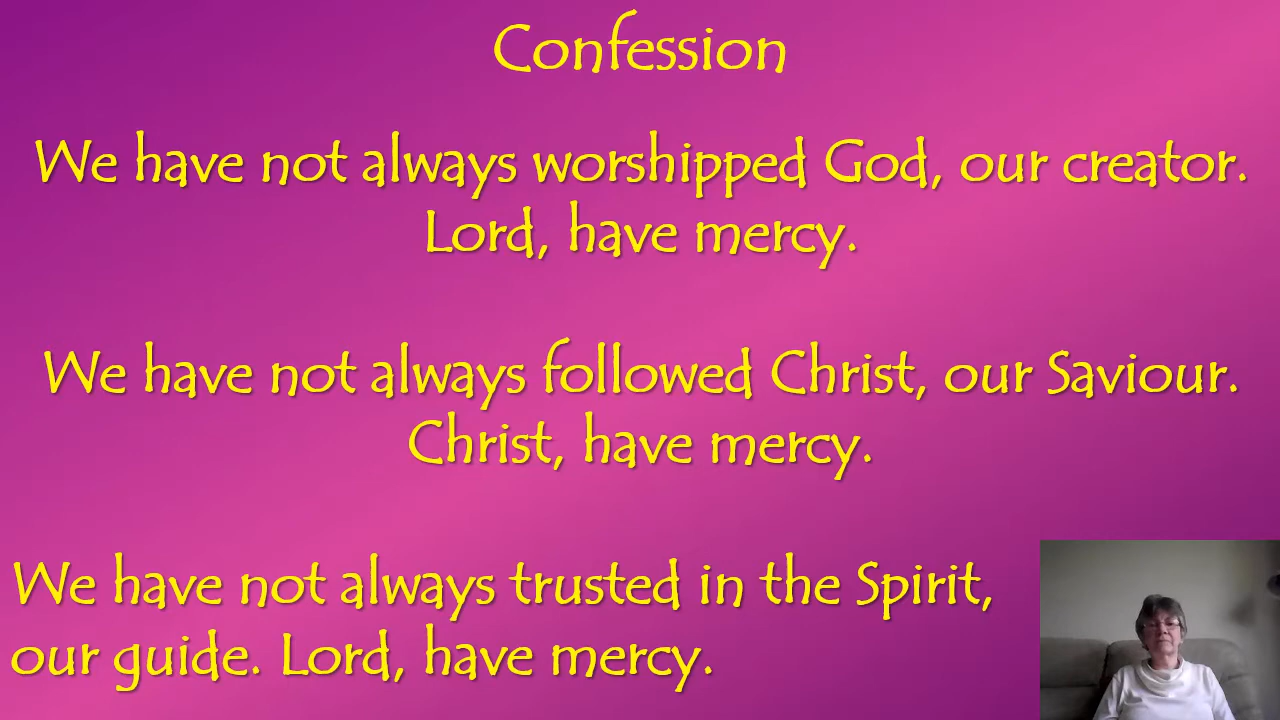 Confession
We have not always worshipped God, our creator.
Lord, have mercy.
We have not always followed Christ, our Saviour.
Christ, have mercy.
We have not always trusted in the Spirit,
our guide. Lord, have mercy.